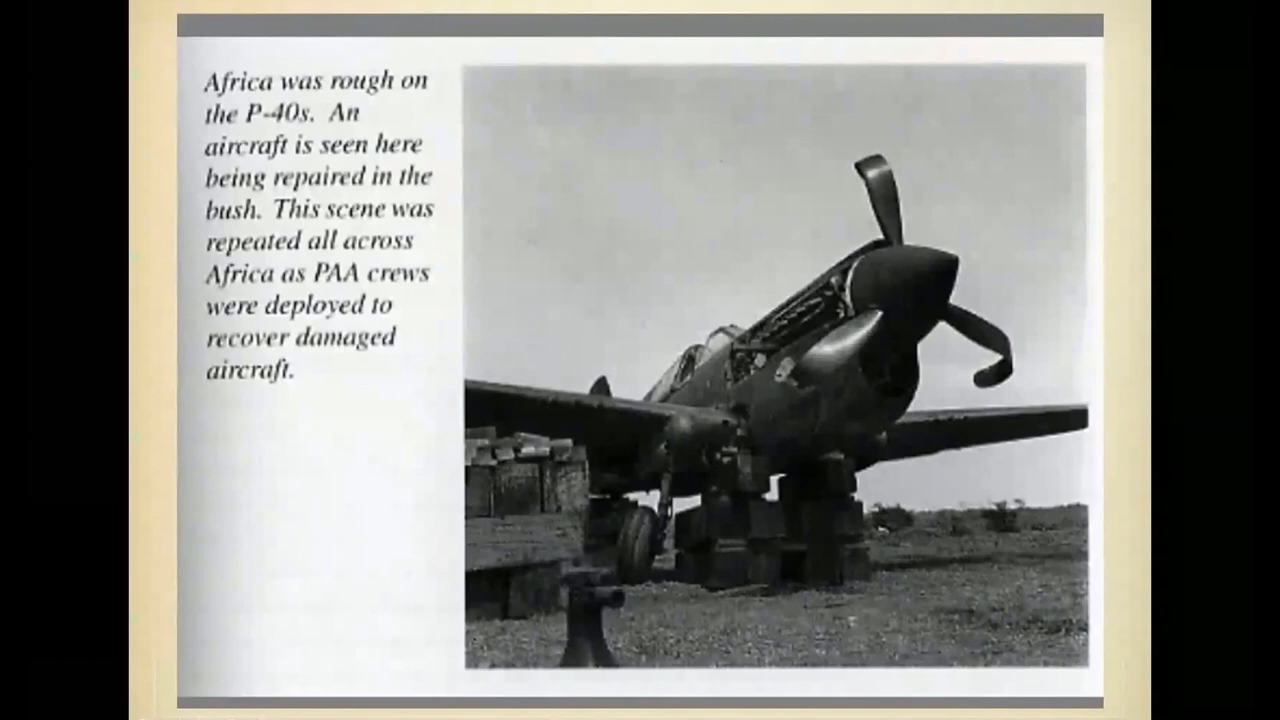 Africa was rough on
the P-40s. An
aircraft is seen here
being repaired in the
bush. This scene was
repeated all across
Africa as PAA crews
were deployed to
recover damaged
aircraft.